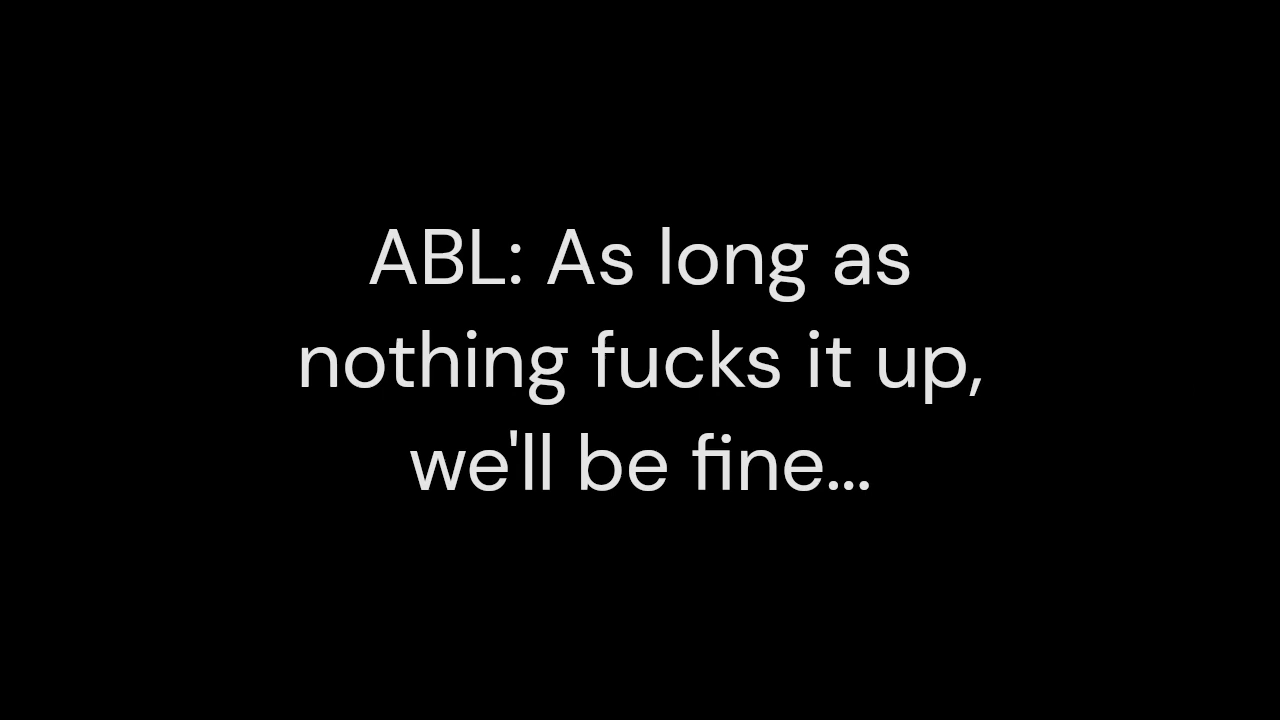 ABL: As long as
nothing fucks it up,
we'll be fine...